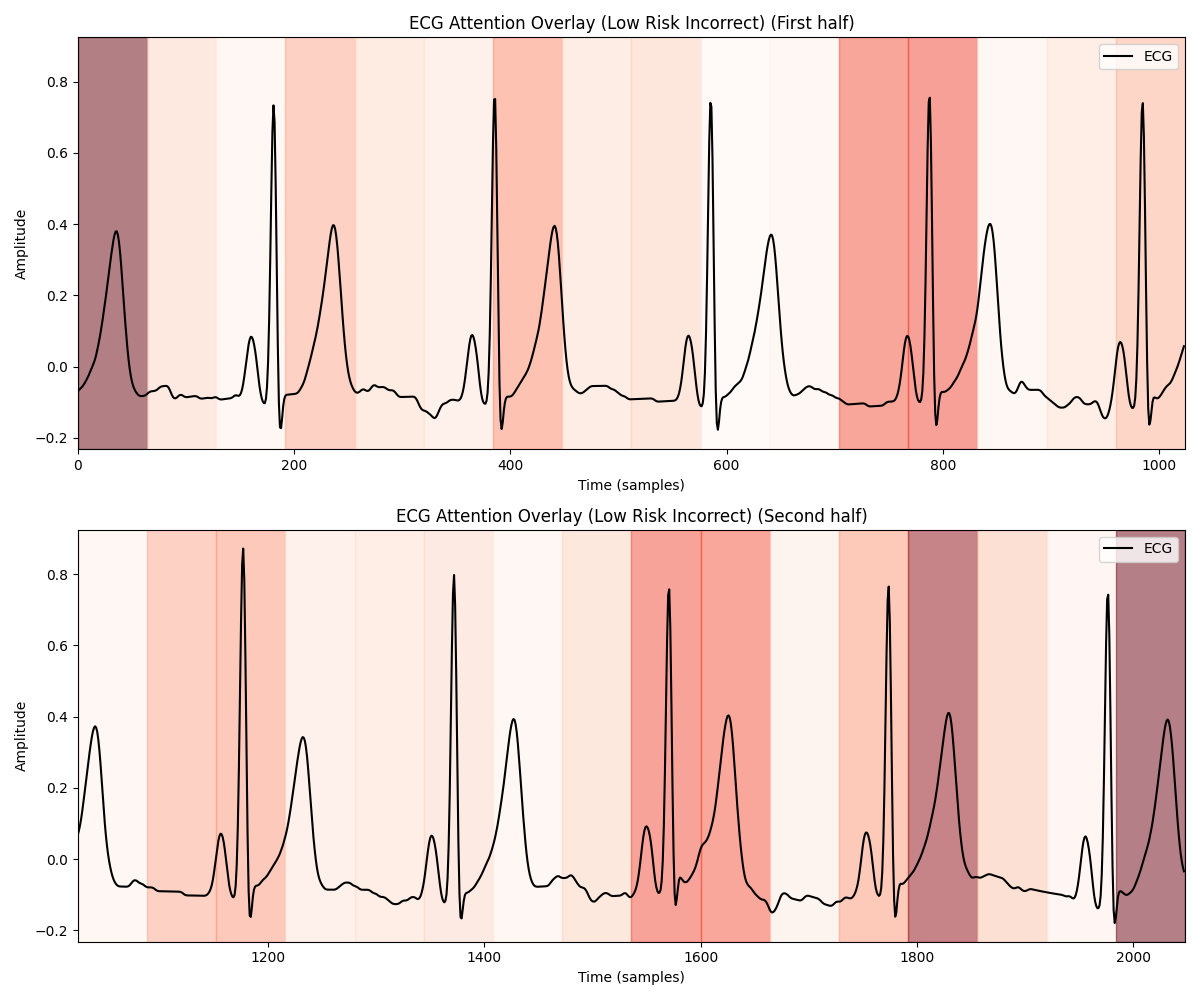 ECG Attention Overlay (Low Risk Incorrect) (First half)
ECG
0.8
0.6
0.4
0.2
0.0
−0.2
Amplitude
0 200 400 600 800 1000
Time (samples)
ECG Attention Overlay (Low Risk Incorrect) (Second half)
ECG
0.8
0.6
0.4
0.2
0.0
−0.2
Amplitude
1200 1400 1600 1800 2000
Time (samples)